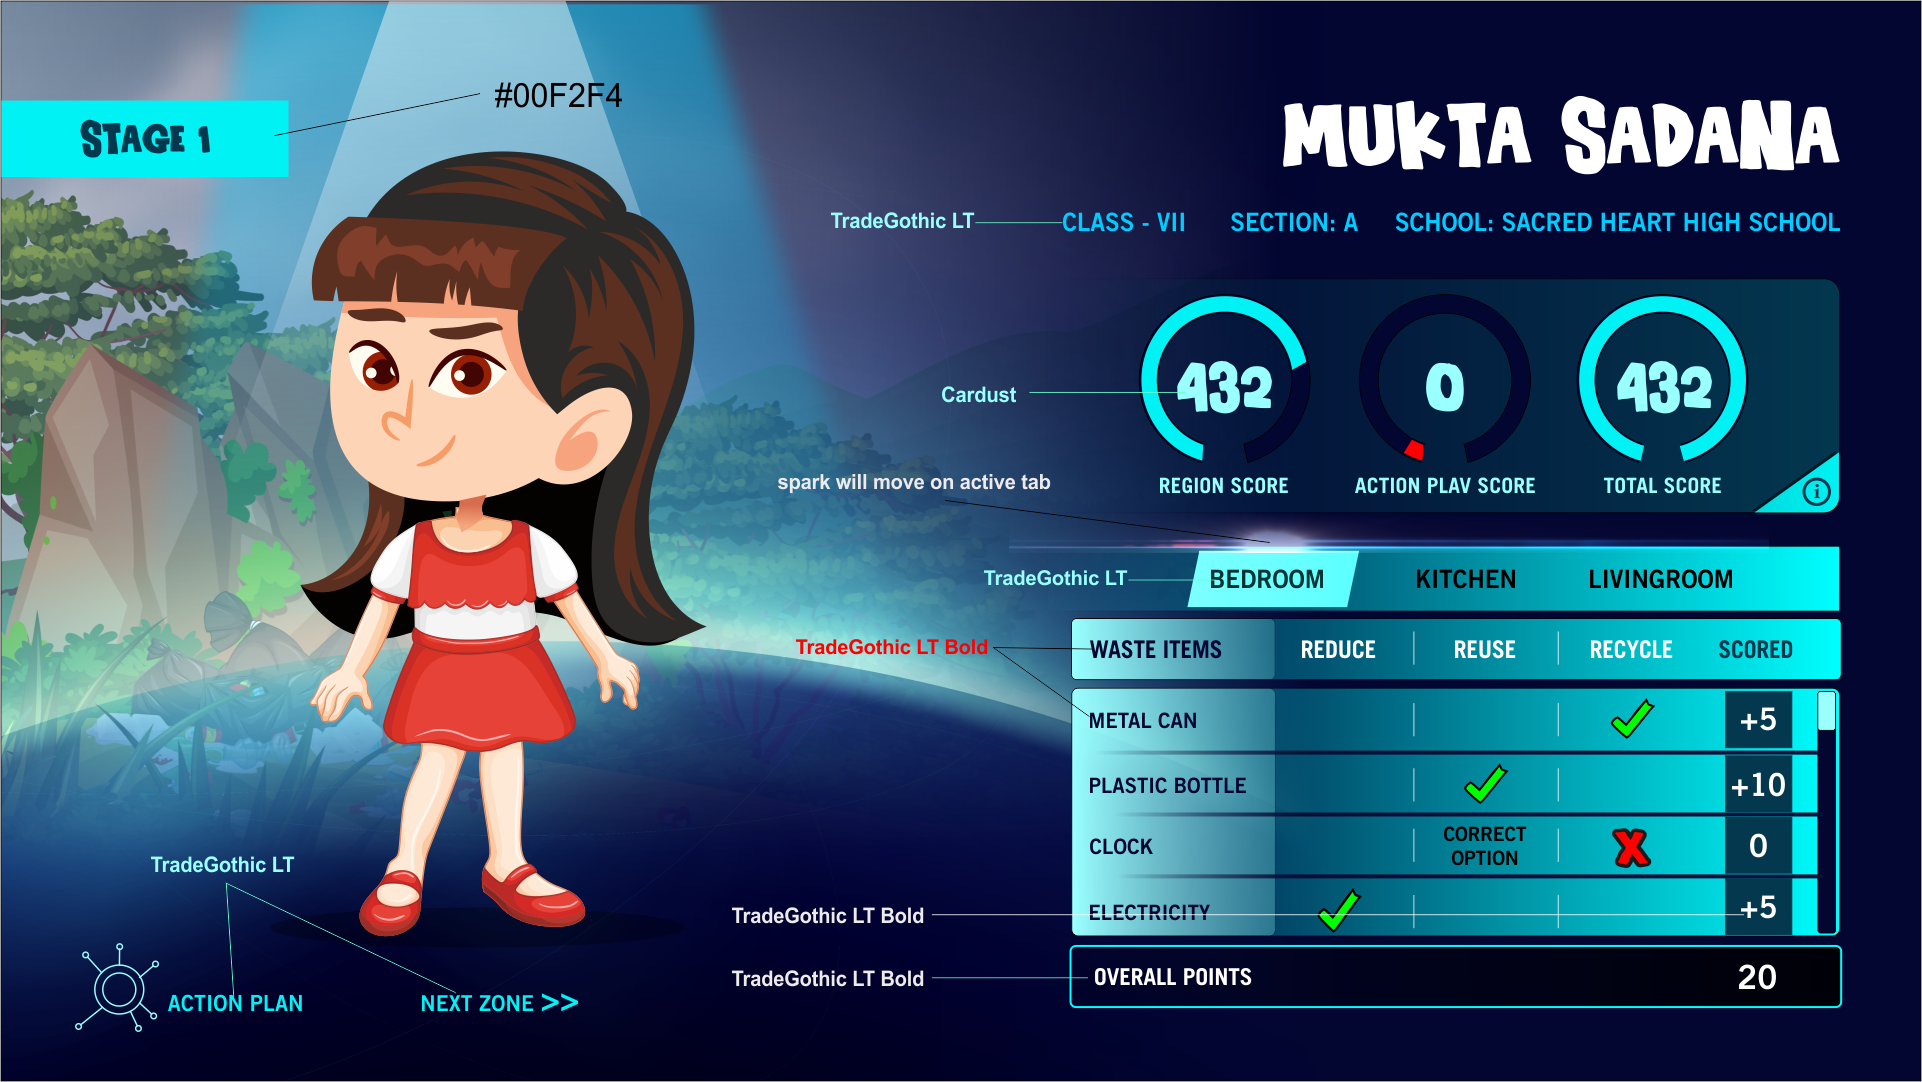 #00F2F4
STAGE 1
MUKTA SADANA
TradeGothic LT
CLASS - VII SECTION: A SCHOOL: SACRED HEART HIGH SCHOOL
Cardust
432 0 432
REGION SCORE ACTION PLAV SCORE TOTAL SCORE
i
spark will move on active tab
TradeGothic LT
BEDROOM KITCHEN LIVINGROOM
TradeGothic LT Bold
WASTE ITEMS REDUCE REUSE RECYCLE SCORED
METAL CAN +5
PLASTIC BOTTLE +10
CLOCK CORRECT OPTION 0
ELECTRICITY +5
TradeGothic LT Bold
TradeGothic LT Bold
OVERALL POINTS 20
TradeGothic LT
ACTION PLAN NEXT ZONE >>